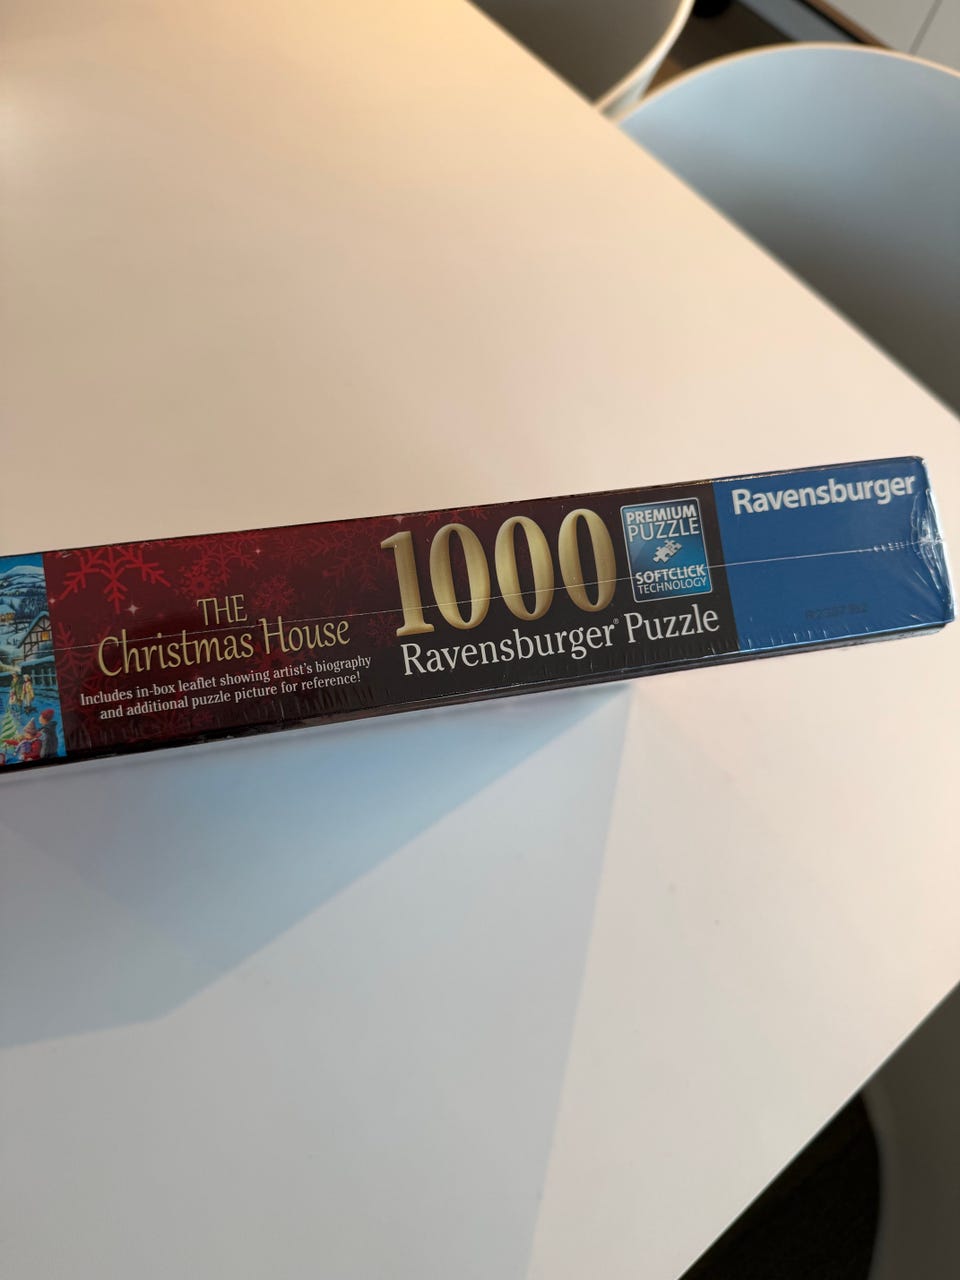 THE
Christmas House
Includes in-box leaflet showing artist's biography
and additional puzzle picture for reference!
1000
Ravensburger® Puzzle
PREMIUM
PUZZLE
SOFTCLICK
TECHNOLOGY
Ravensburger